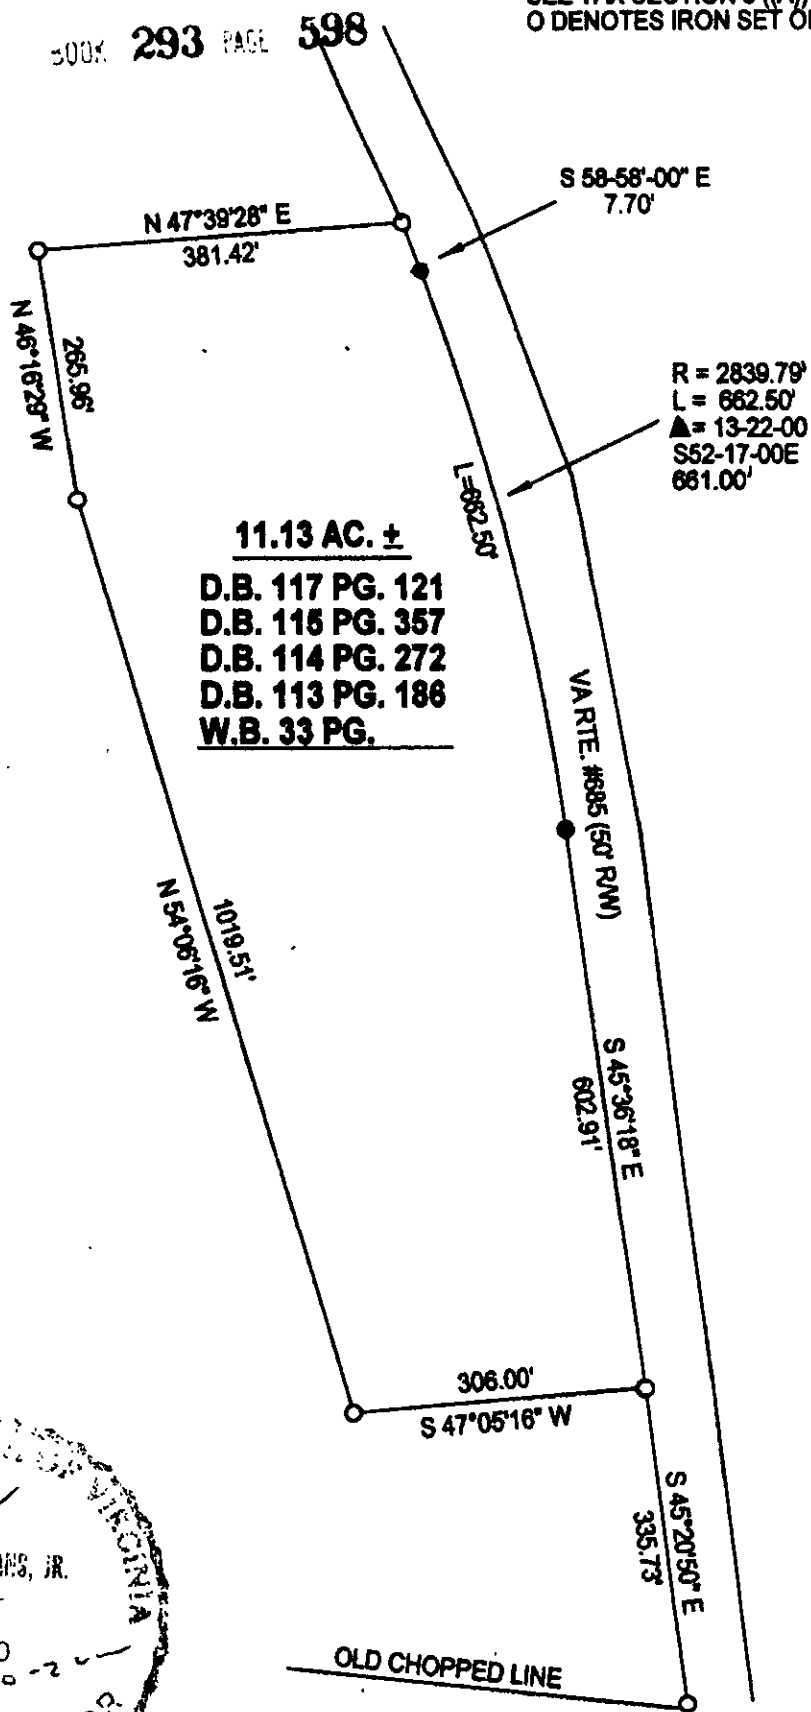 BOOK 293 PAGE 598
O DENOTES IRON SET
S 58-58'-00" E
7.70'
N 47°39'28" E
381.42'
N 46°16'29" W
265.96'
R = 2839.79'
L = 662.50'
▲= 13-22-00
S52-17-00E
661.00'
L=662.50'
11.13 AC. ±
D.B. 117 PG. 121
D.B. 115 PG. 357
D.B. 114 PG. 272
D.B. 113 PG. 186
W.B. 33 PG.
VA RTE. #685 (50' R/W)
1019.51'
N 54°06'16" W
S 45°36'18" E
602.91'
306.00'
S 47°05'16" W
S 45°20'50" E
335.73'
OLD CHOPPED LINE
VIRGINIA
JR.